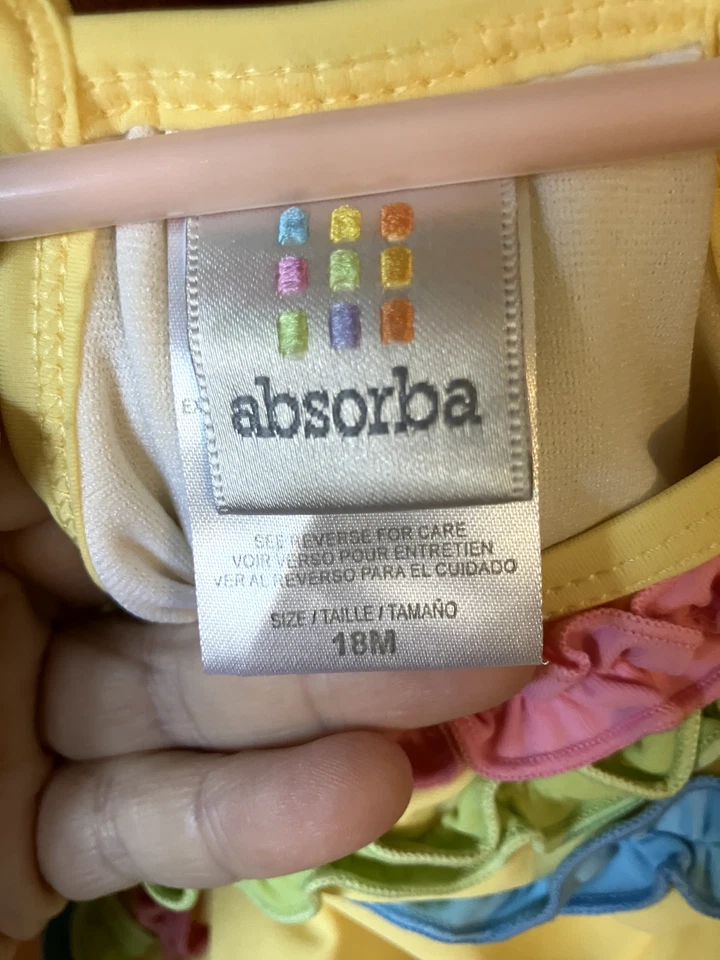 absorba
SEE REVERSE FOR CARE
VOIR VERSO POUR ENTRETIEN
VER AL REVERSO PARA EL CUIDADO
SIZE / TAILLE / TAMAÑO
18M